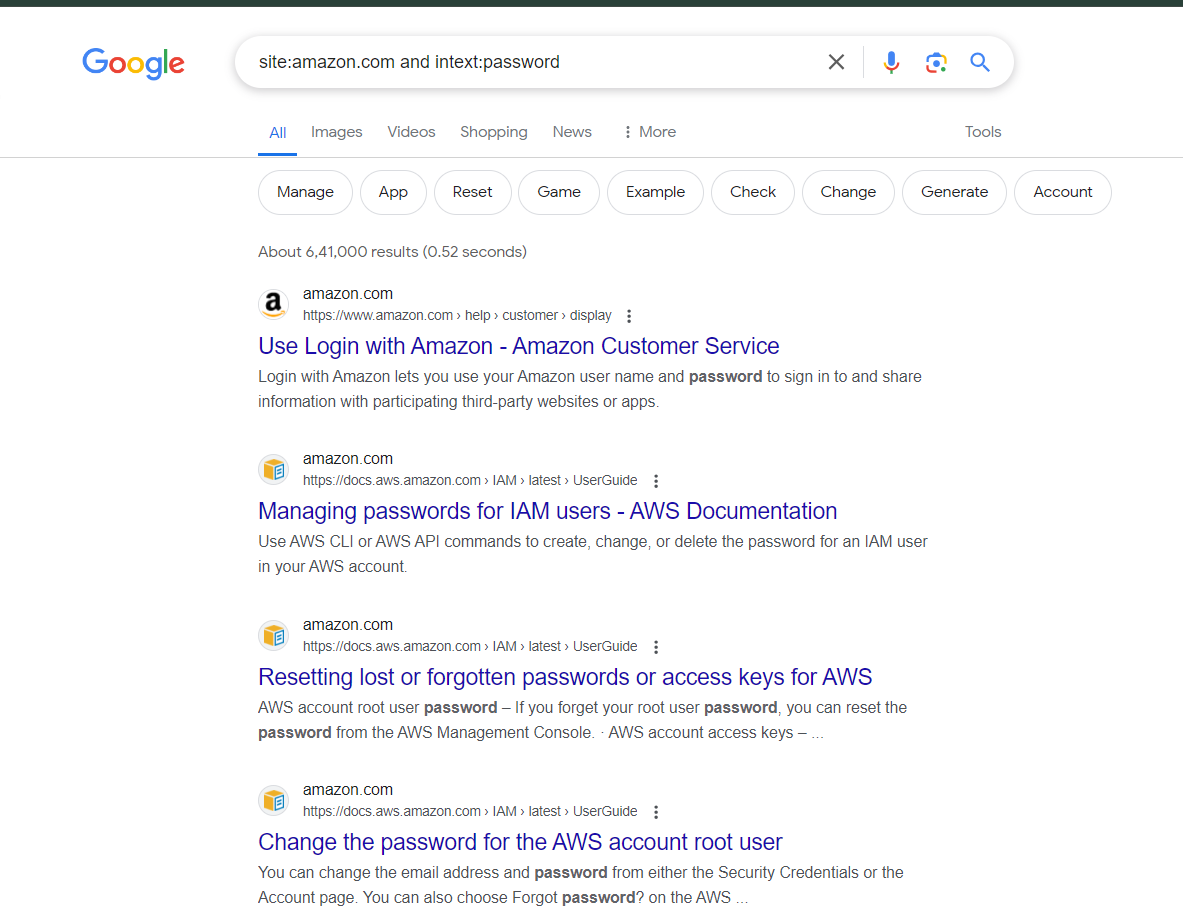 Google
site:amazon.com and intext:password
All Images Videos Shopping News More Tools
Manage App Reset Game Example Check Change Generate Account
About 6,41,000 results (0.52 seconds)
a
amazon.com
https://www.amazon.com › help › customer › display
Use Login with Amazon - Amazon Customer Service
Login with Amazon lets you use your Amazon user name and password to sign in to and share
information with participating third-party websites or apps.
amazon.com
https://docs.aws.amazon.com › IAM › latest › UserGuide
Managing passwords for IAM users - AWS Documentation
Use AWS CLI or AWS API commands to create, change, or delete the password for an IAM user
in your AWS account.
amazon.com
https://docs.aws.amazon.com › IAM › latest › UserGuide
Resetting lost or forgotten passwords or access keys for AWS
AWS account root user password – If you forget your root user password, you can reset the
password from the AWS Management Console. · AWS account access keys – ...
amazon.com
https://docs.aws.amazon.com › IAM › latest › UserGuide
Change the password for the AWS account root user
You can change the email address and password from either the Security Credentials or the
Account page. You can also choose Forgot password? on the AWS ...